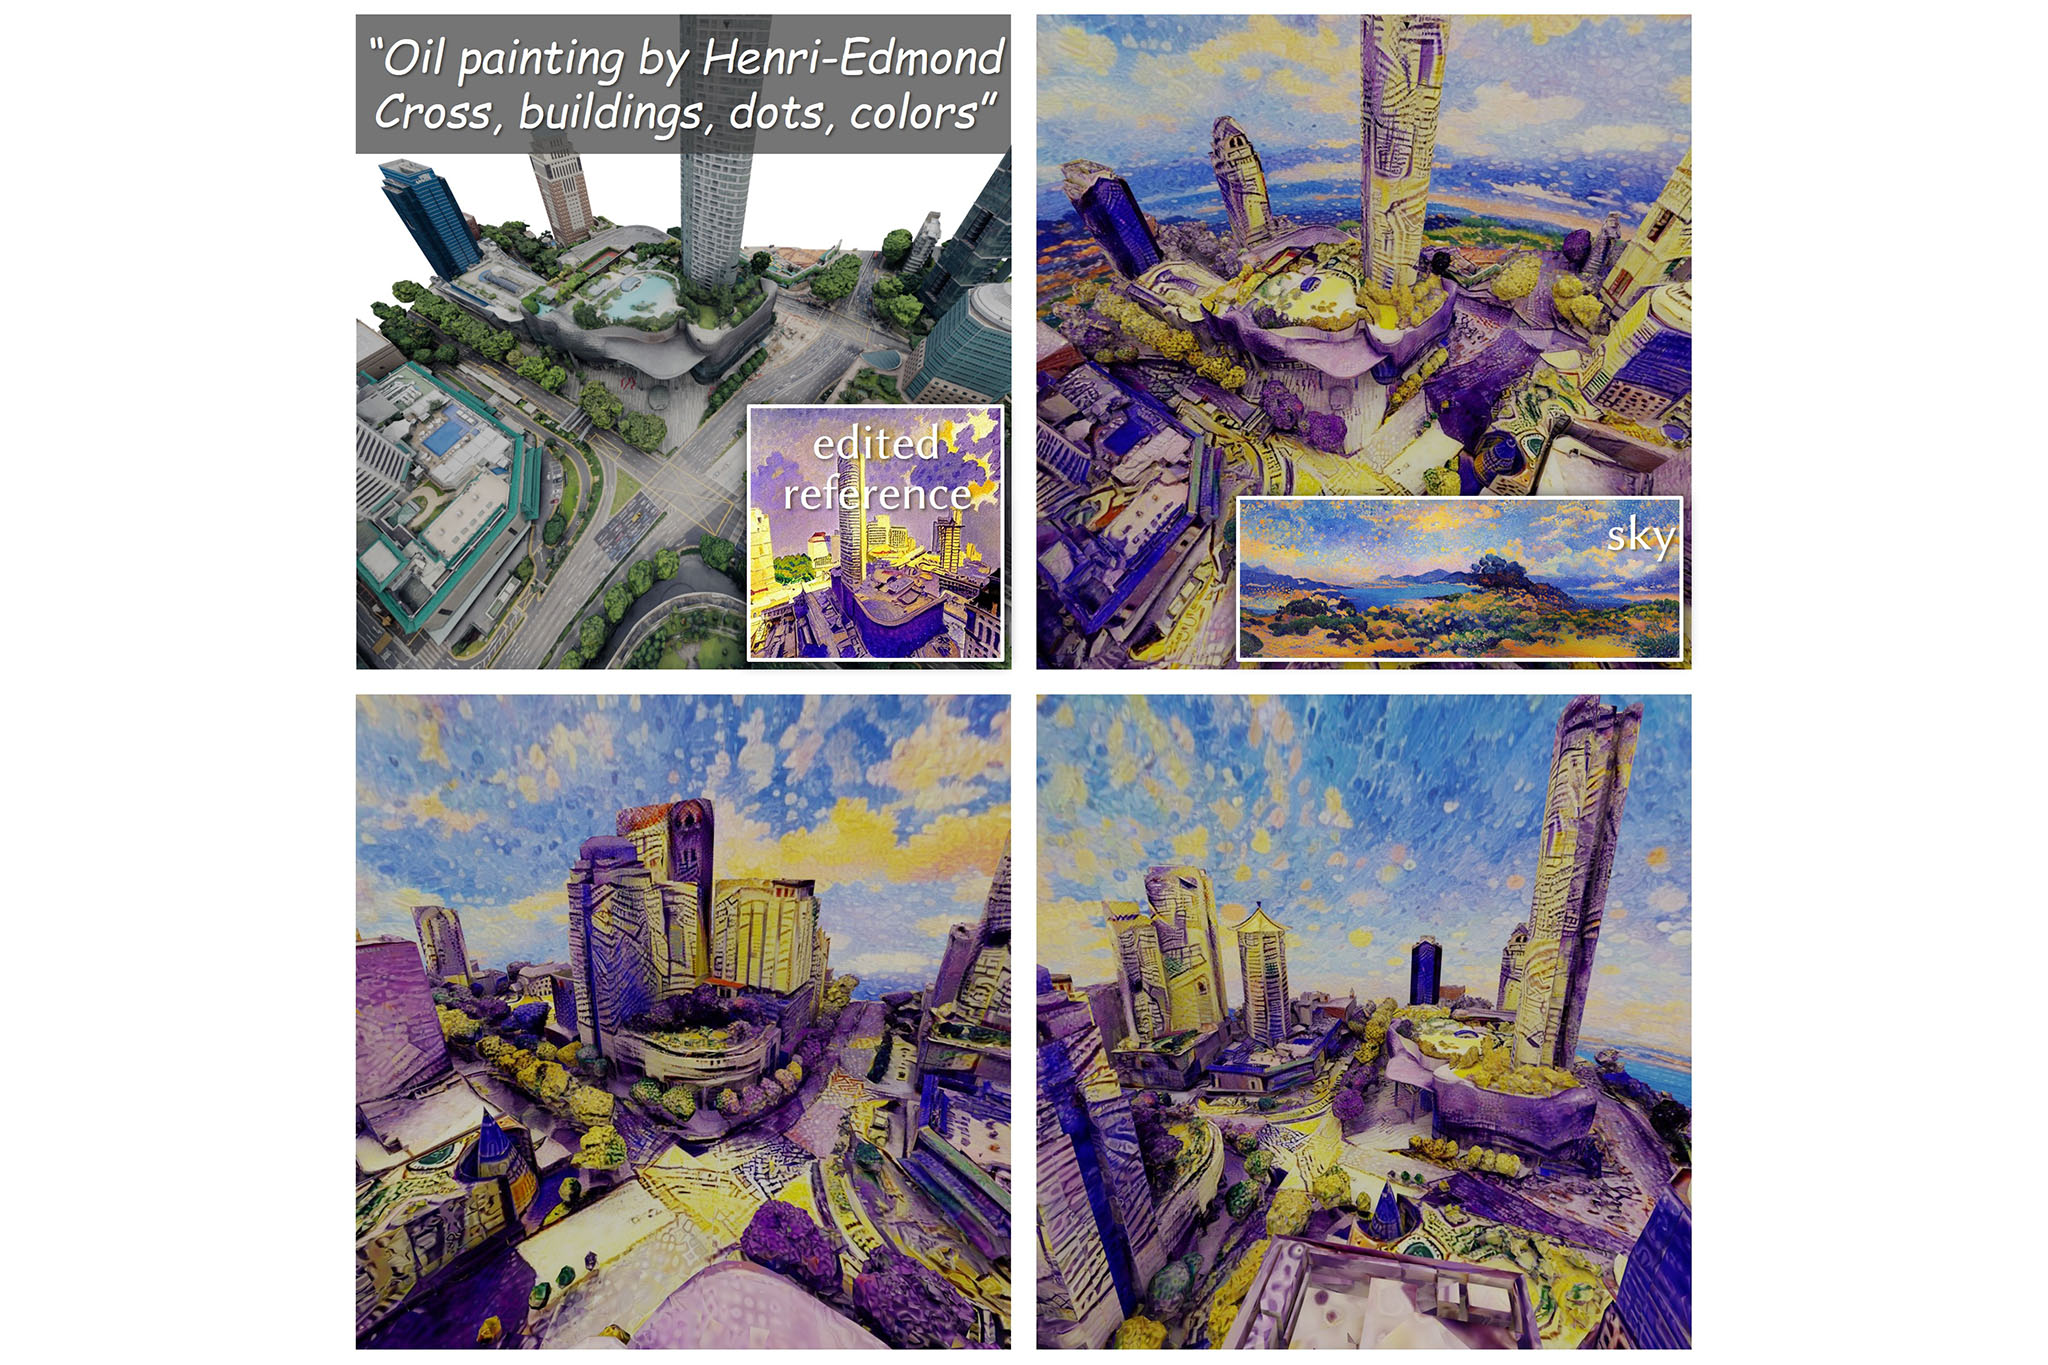 “Oil painting by Henri-Edmond
Cross, buildings, dots, colors”
edited
reference
sky